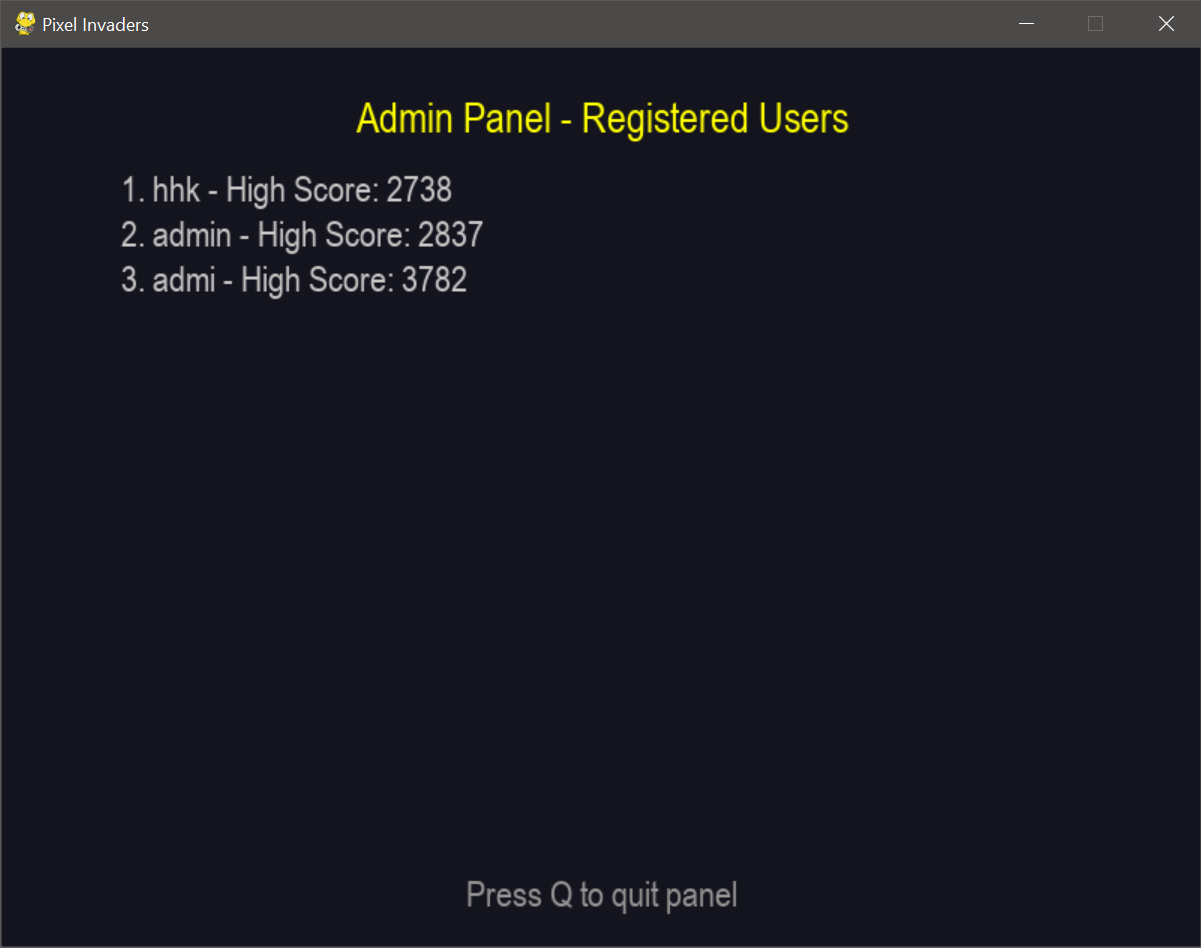 Pixel Invaders
Admin Panel - Registered Users
1. hhk - High Score: 2738
2. admin - High Score: 2837
3. admi - High Score: 3782
Press Q to quit panel